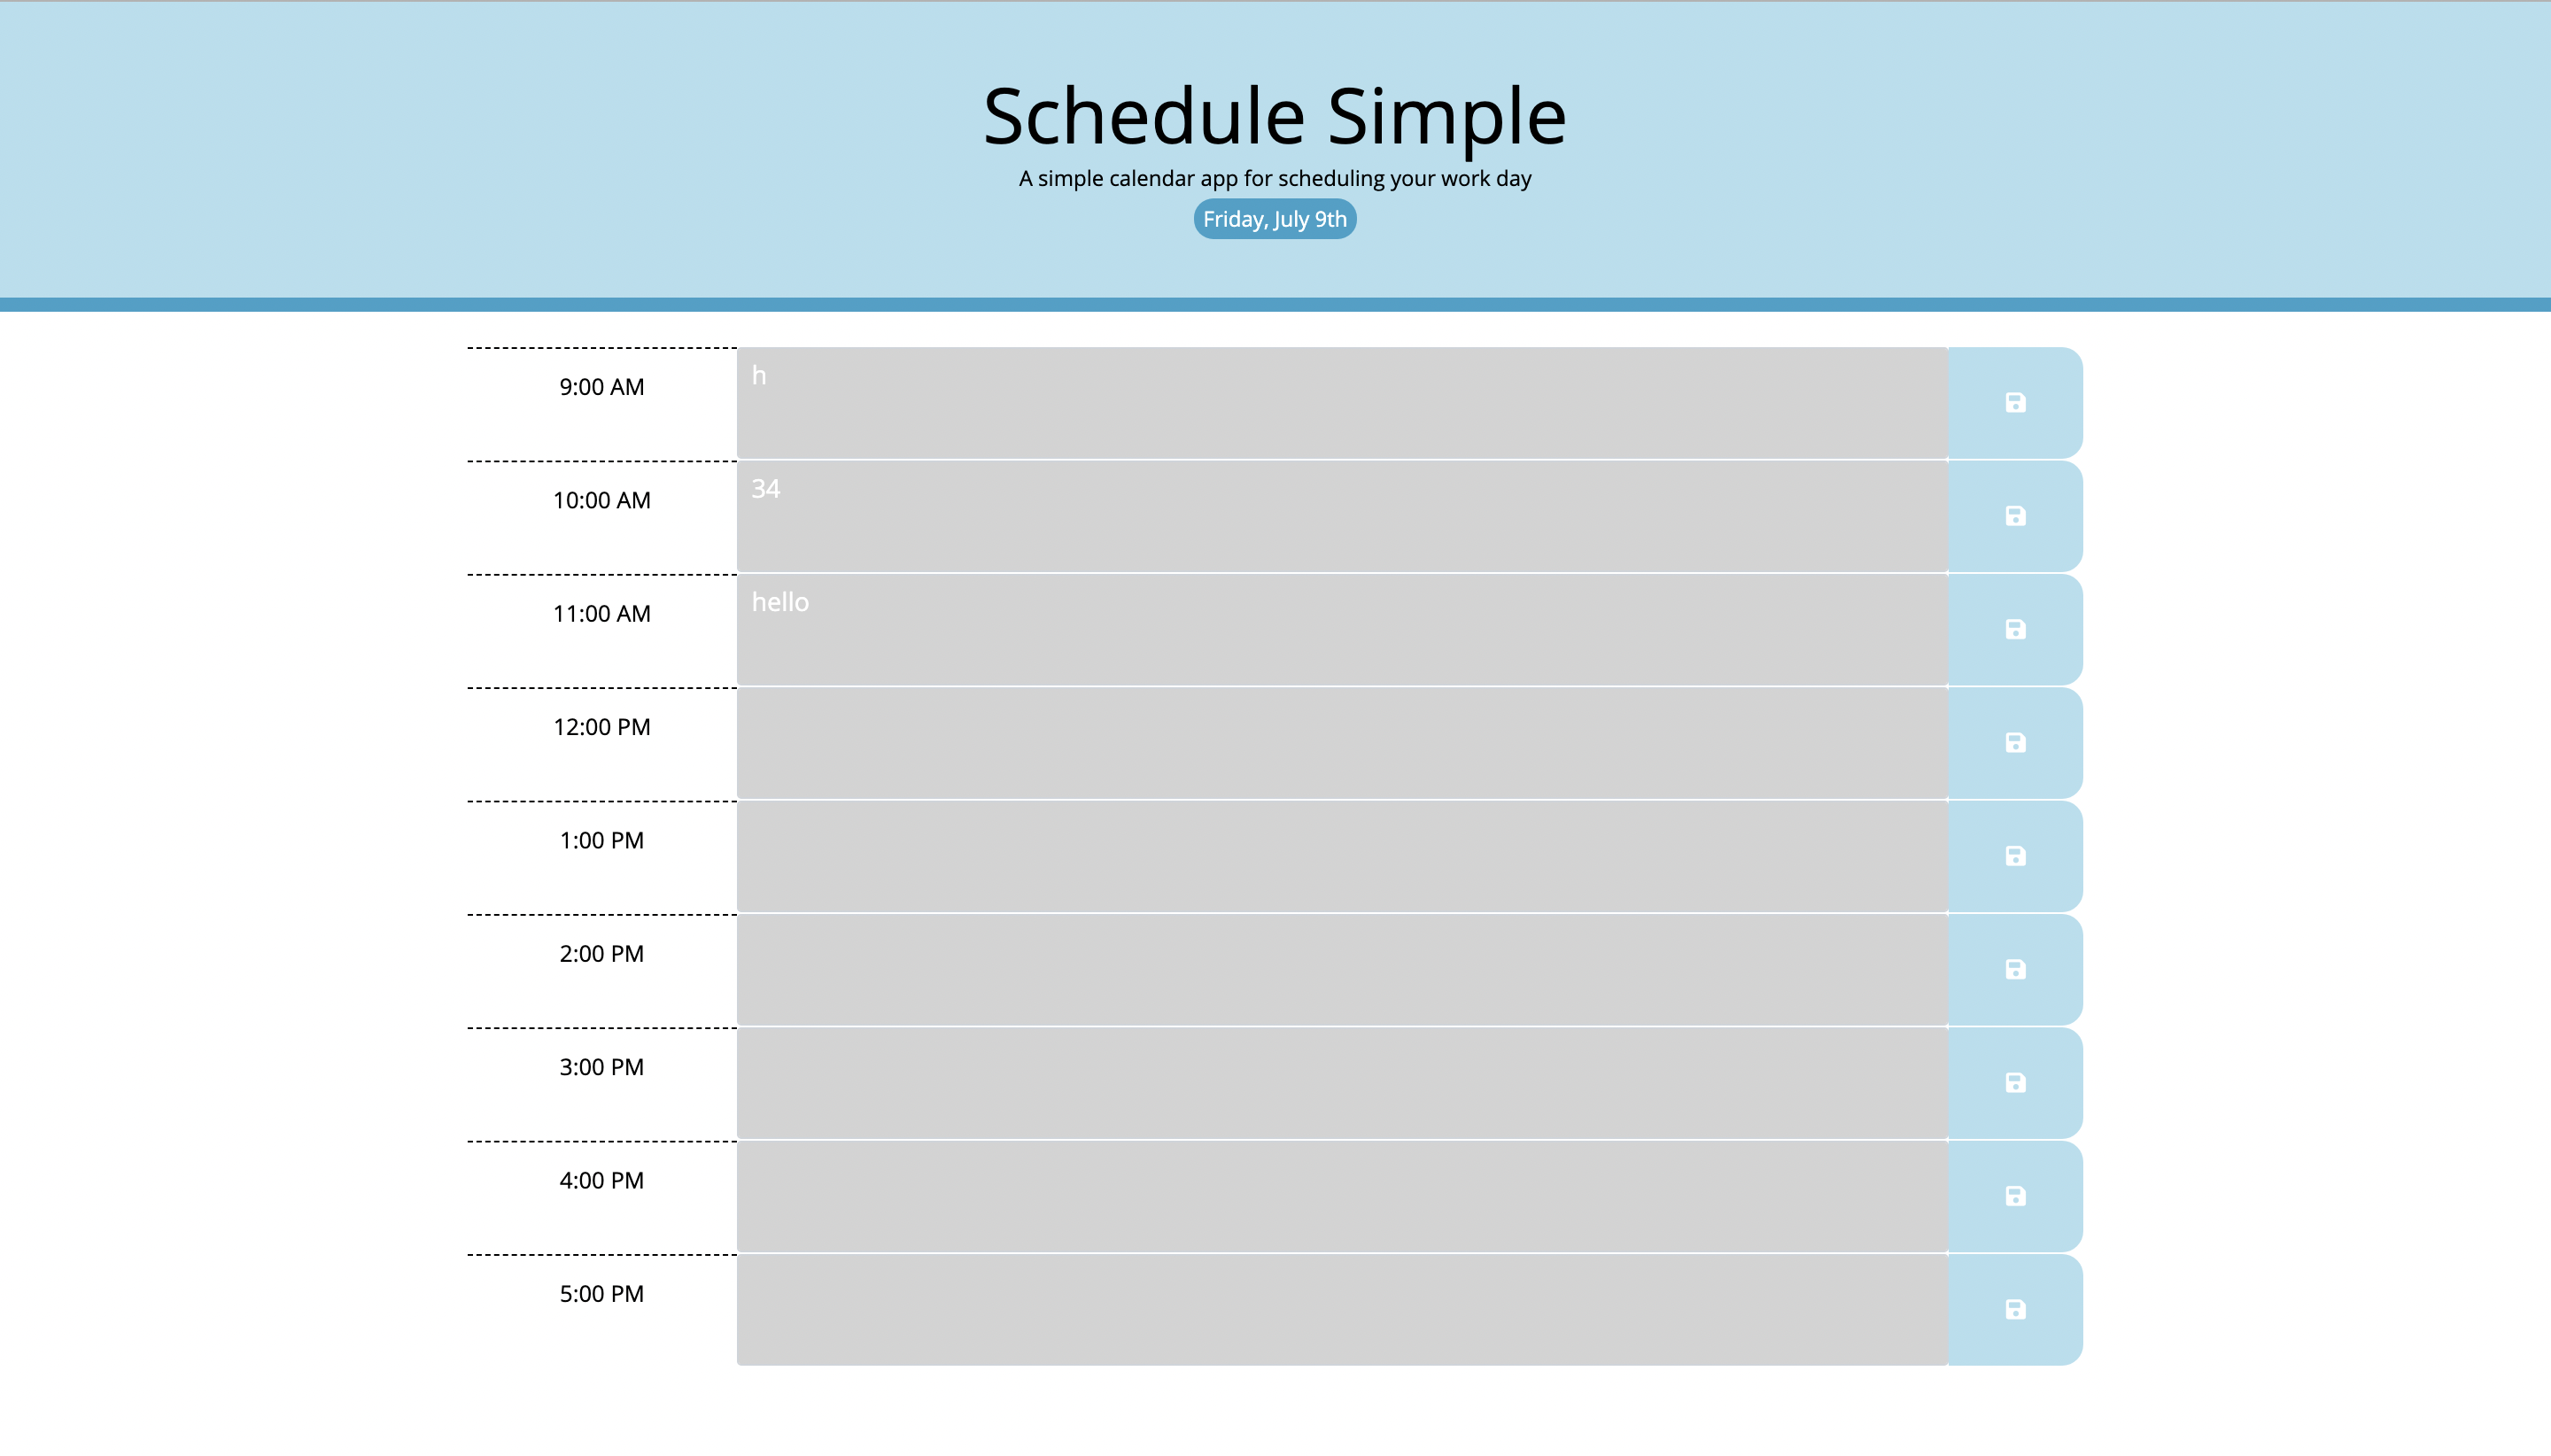 Schedule Simple
A simple calendar app for scheduling your work day
Friday, July 9th
9:00 AM
h
10:00 AM
34
11:00 AM
hello
12:00 PM
1:00 PM
2:00 PM
3:00 PM
4:00 PM
5:00 PM